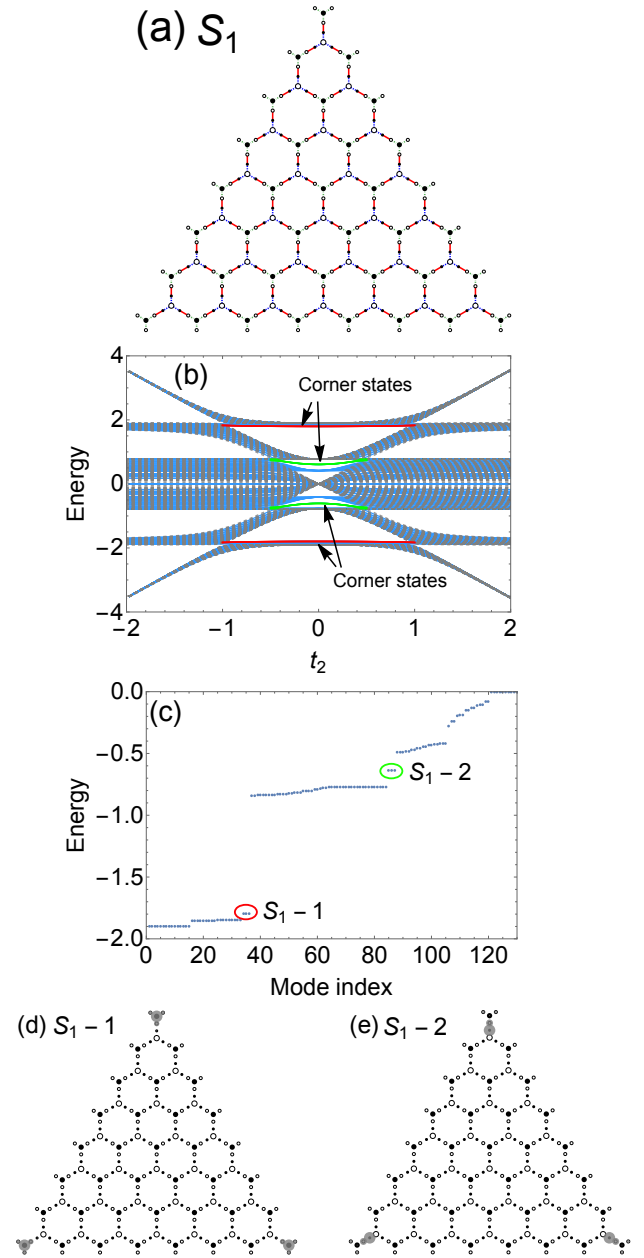 (a) S₁
(b)
Corner states
Energy
4
2
0
−2
−4
Corner states
−2
−1
0
1
2
t₂
(c)
Energy
0.0
−0.5
−1.0
−1.5
−2.0
S₁ − 2
S₁ − 1
0
20
40
60
80
100
120
Mode index
(d) S₁ − 1
(e) S₁ − 2